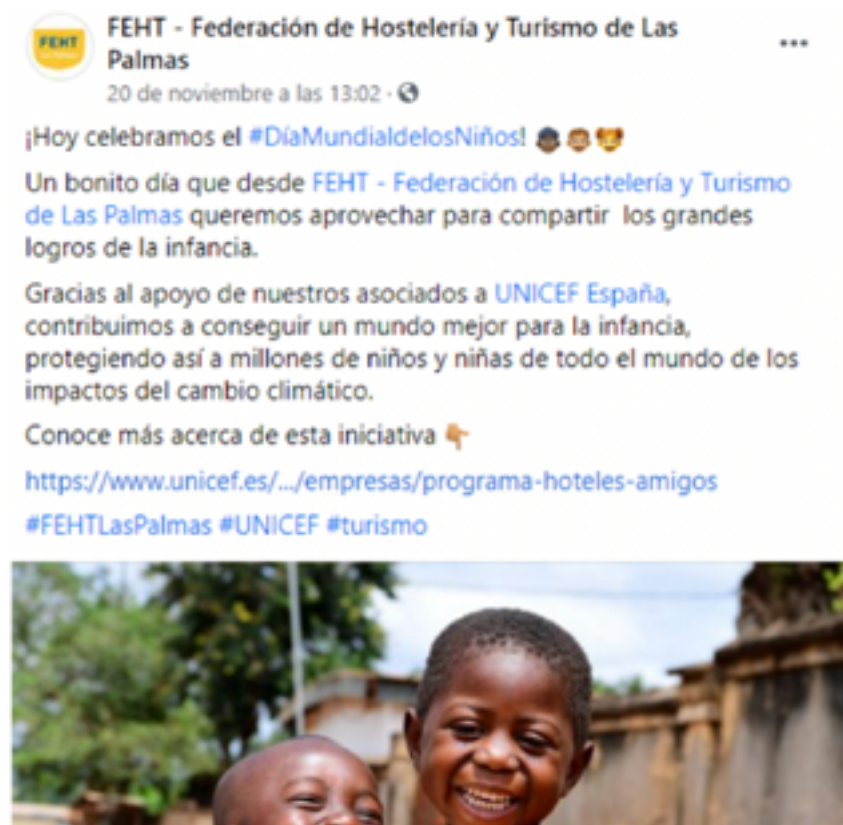 FEHT - Federación de Hostelería y Turismo de Las
Palmas
20 de noviembre a las 13:02 ·
¡Hoy celebramos el #DíaMundialdelosNiños!
Un bonito día que desde FEHT - Federación de Hostelería y Turismo
de Las Palmas queremos aprovechar para compartir los grandes
logros de la infancia.
Gracias al apoyo de nuestros asociados a UNICEF España,
contribuimos a conseguir un mundo mejor para la infancia,
protegiendo así a millones de niños y niñas de todo el mundo de los
impactos del cambio climático.
Conoce más acerca de esta iniciativa
https://www.unicef.es/.../empresas/programa-hoteles-amigos
#FEHTLasPalmas #UNICEF #turismo
FEHT